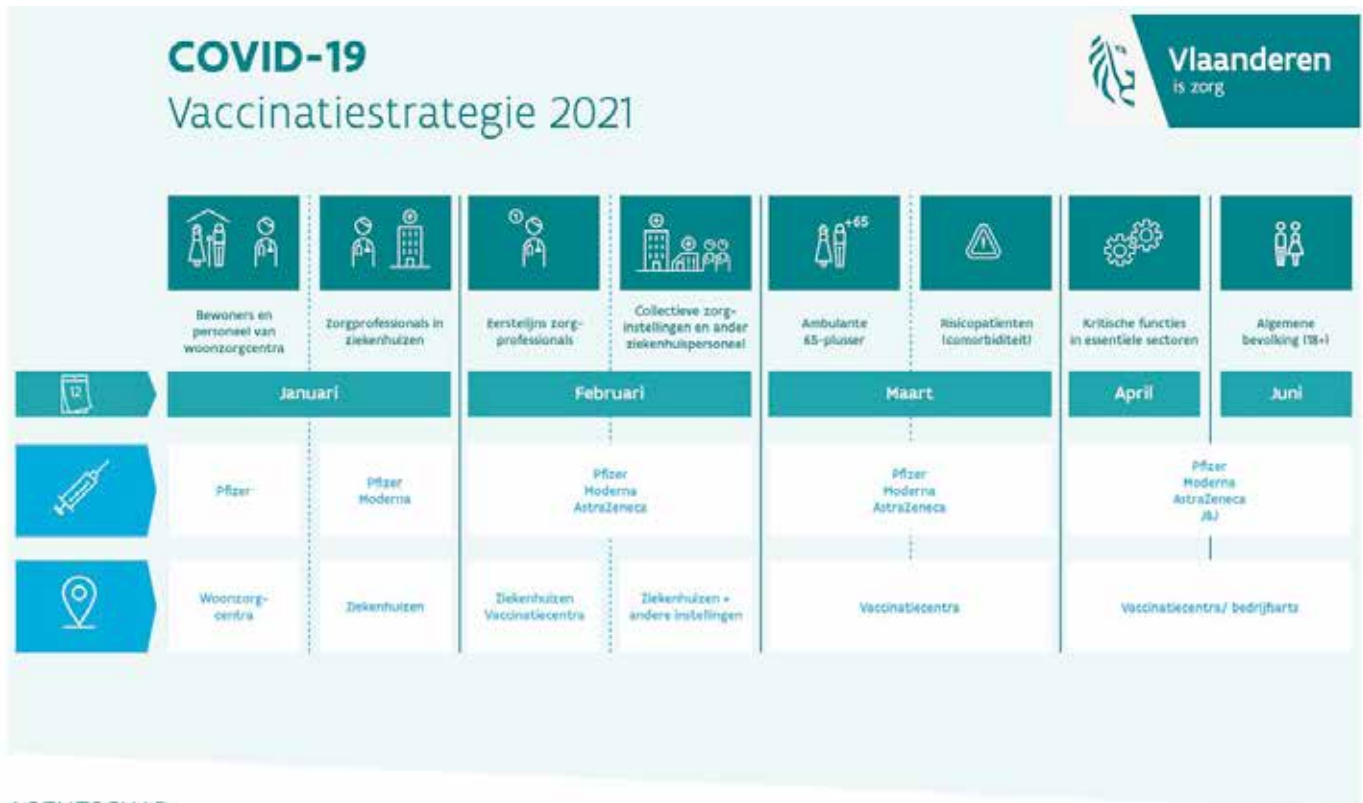 COVID-19
Vaccinatiestrategie 2021
Vlaanderen
is zorg
+65
Bewoners en
personeel van
woonzorgcentra
Zorgprofessionals in
ziekenhuizen
Eerstelijns zorg-
professionals
Collectieve zorg-
instellingen en ander
ziekenhuispersoneel
Ambulante
65-plusser
Risicopatienten
(comorbiditeit)
Kritische functies
in essentiele sectoren
Algemene
bevolking (18+)
12
Januari
Februari
Maart
April
Juni
Pfizer
Pfizer
Moderna
Pfizer
Moderna
AstraZeneca
Pfizer
Moderna
AstraZeneca
Pfizer
Moderna
AstraZeneca
J&J
Woonzorg-
centra
Ziekenhuizen
Ziekenhuizen
Vaccinatiecentra
Ziekenhuizen +
andere instellingen
Vaccinatiecentra
Vaccinatiecentra/ bedrijfsarts